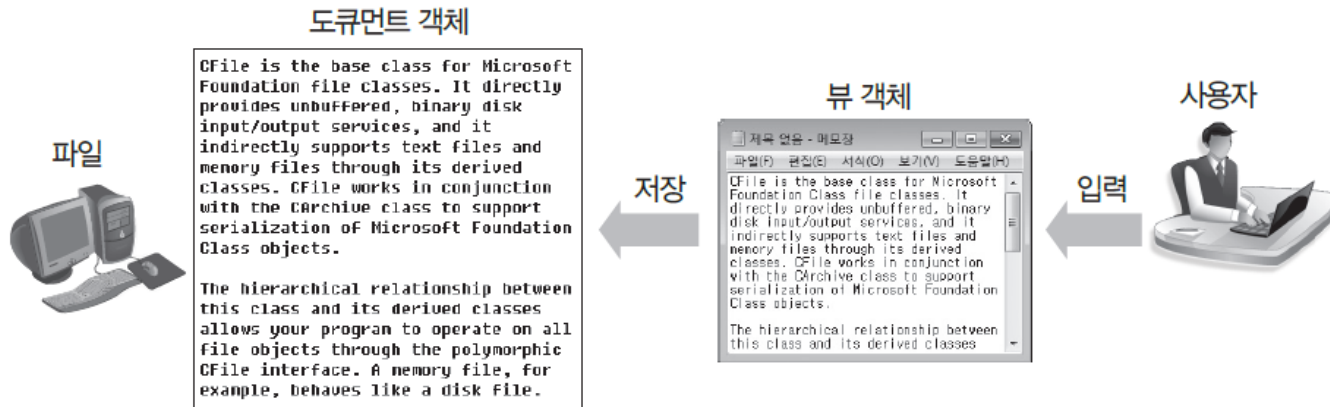 도큐먼트 객체
파일
CFile is the base class for Microsoft
Foundation file classes. It directly
provides unbuffered, binary disk
input/output services, and it
indirectly supports text files and
memory files through its derived
classes. CFile works in conjunction
with the CArchive class to support
serialization of Microsoft Foundation
Class objects.
The hierarchical relationship between
this class and its derived classes
allows your program to operate on all
file objects through the polymorphic
CFile interface. A memory file, for
example, behaves like a disk file.
저장
뷰 객체
제목 없음 - 메모장
파일(F) 편집(E) 서식(O) 보기(V) 도움말(H)
CFile is the base class for Microsoft
Foundation Class file classes. It
directly provides unbuffered, binary
disk input/output services, and it
indirectly supports text files and
memory files through its derived
classes. CFile works in conjunction
with the CArchive class to support
serialization of Microsoft Foundation
Class objects.
The hierarchical relationship between
this class and its derived classes
입력
사용자